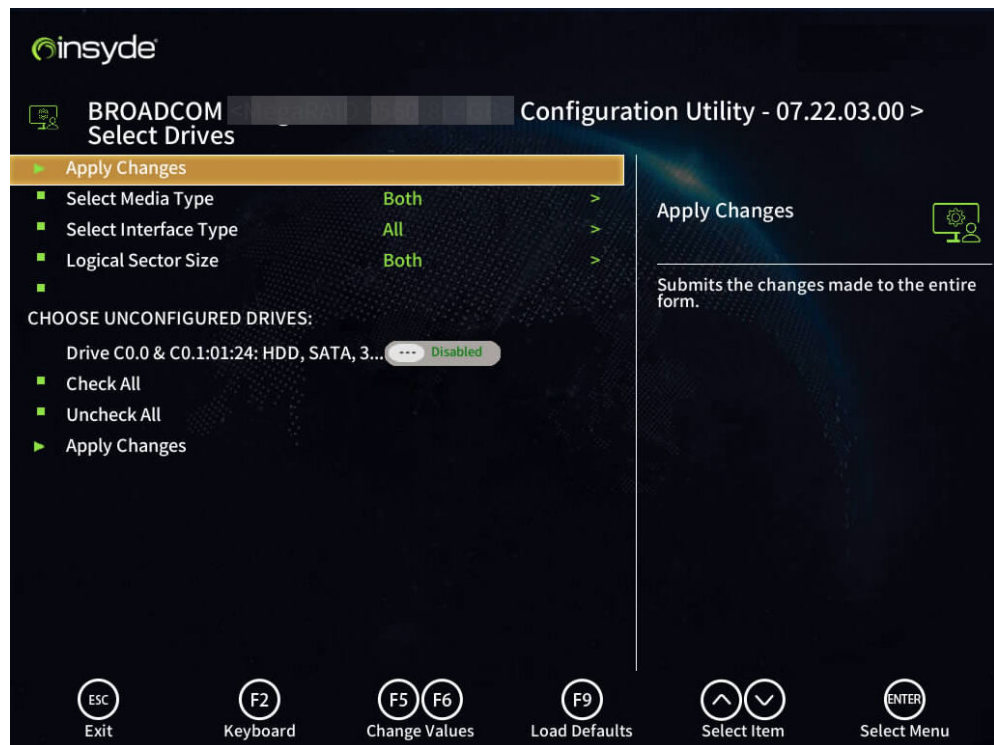 insyde
BROADCOM Configuration Utility - 07.22.03.00 >
Select Drives
Apply Changes
Select Media Type Both >
Select Interface Type All >
Logical Sector Size Both >
CHOOSE UNCONFIGURED DRIVES:
Drive C0.0 & C0.1:01:24: HDD, SATA, 3... Disabled
Check All
Uncheck All
Apply Changes
Apply Changes
Submits the changes made to the entire
form.
ESC F2 F5 F6 F9 ENTER
Exit Keyboard Change Values Load Defaults Select Item Select Menu